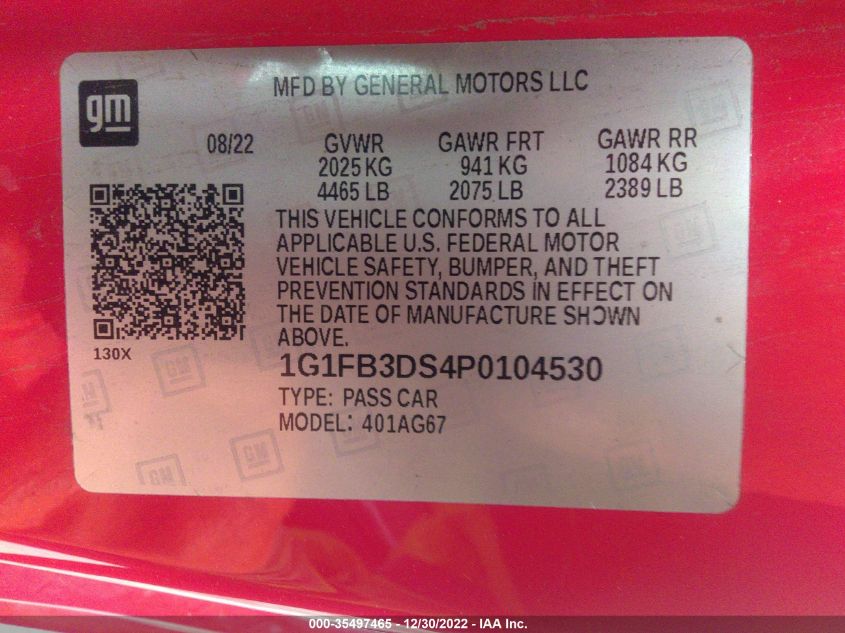 MFD BY GENERAL MOTORS LLC
gm
08/22 GVWR GAWR FRT GAWR RR
2025 KG 941 KG 1084 KG
4465 LB 2075 LB 2389 LB
THIS VEHICLE CONFORMS TO ALL
APPLICABLE U.S. FEDERAL MOTOR
VEHICLE SAFETY, BUMPER, AND THEFT
PREVENTION STANDARDS IN EFFECT ON
THE DATE OF MANUFACTURE SHOWN
ABOVE.
130X
1G1FB3DS4P0104530
TYPE: PASS CAR
MODEL: 401AG67
000-35497465 - 12/30/2022 - IAA Inc.